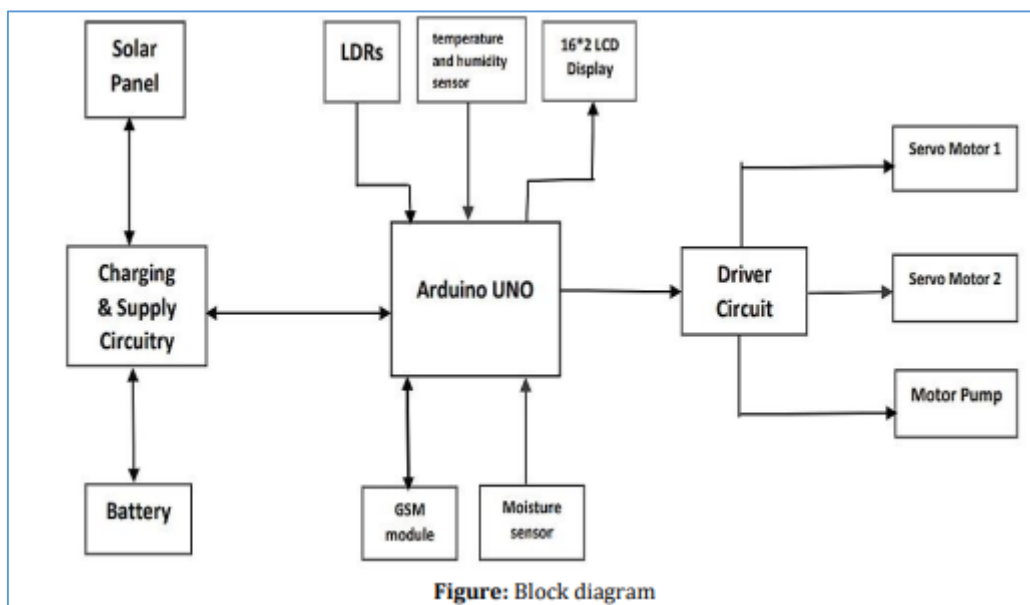 Solar
Panel
LDRs
temperature
and humidity
sensor
16*2 LCD
Display
Servo Motor 1
Charging
& Supply
Circuitry
Arduino UNO
Driver
Circuit
Servo Motor 2
Motor Pump
Battery
GSM
module
Moisture
sensor
Figure: Block diagram